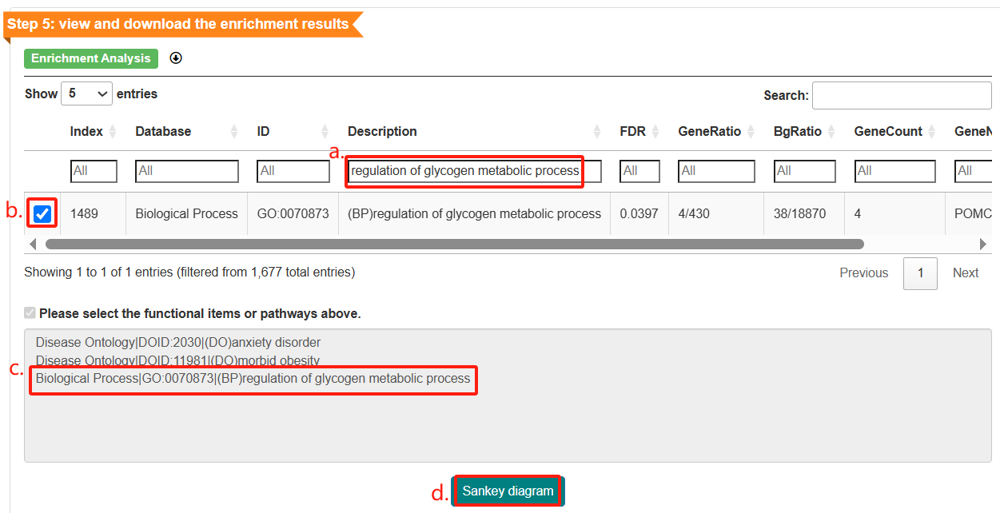 Step 5: view and download the enrichment results
Enrichment Analysis
Show 5 entries
Search:
Index Database ID Description FDR GeneRatio BgRatio GeneCount GeneN
a.
All All All regulation of glycogen metabolic process All All All All All
b.
1489 Biological Process GO:0070873 (BP)regulation of glycogen metabolic process 0.0397 4/430 38/18870 4 POMC
Showing 1 to 1 of 1 entries (filtered from 1,677 total entries)
Previous 1 Next
Please select the functional items or pathways above.
Disease Ontology|DOID:2030|(DO)anxiety disorder
Disease Ontology|DOID:11981|(DO)morbid obesity
c.
Biological Process|GO:0070873|(BP)regulation of glycogen metabolic process
d. Sankey diagram